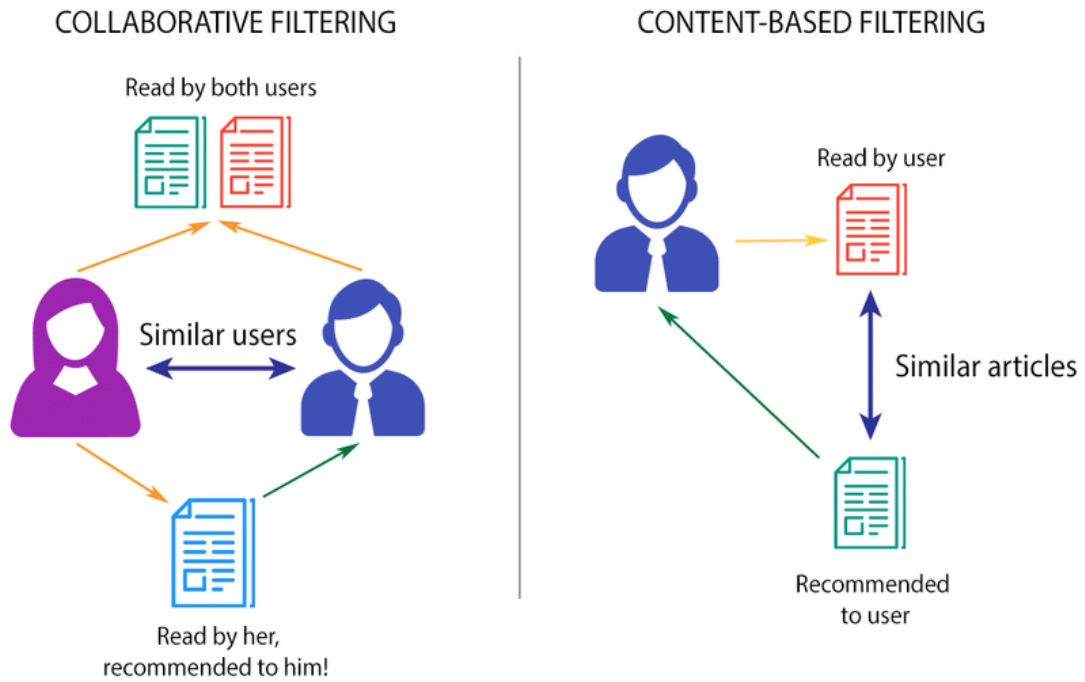 COLLABORATIVE FILTERING
Read by both users
Similar users
Read by her,
recommended to him!
CONTENT-BASED FILTERING
Read by user
Similar articles
Recommended
to user